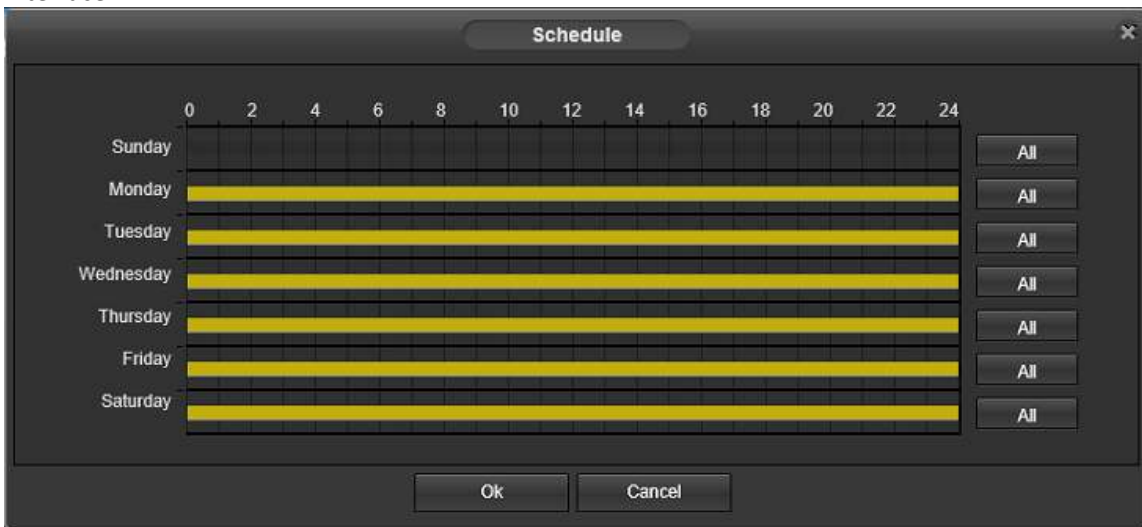 Schedule
0 2 4 6 8 10 12 14 16 18 20 22 24
Sunday All
Monday All
Tuesday All
Wednesday All
Thursday All
Friday All
Saturday All
Ok Cancel